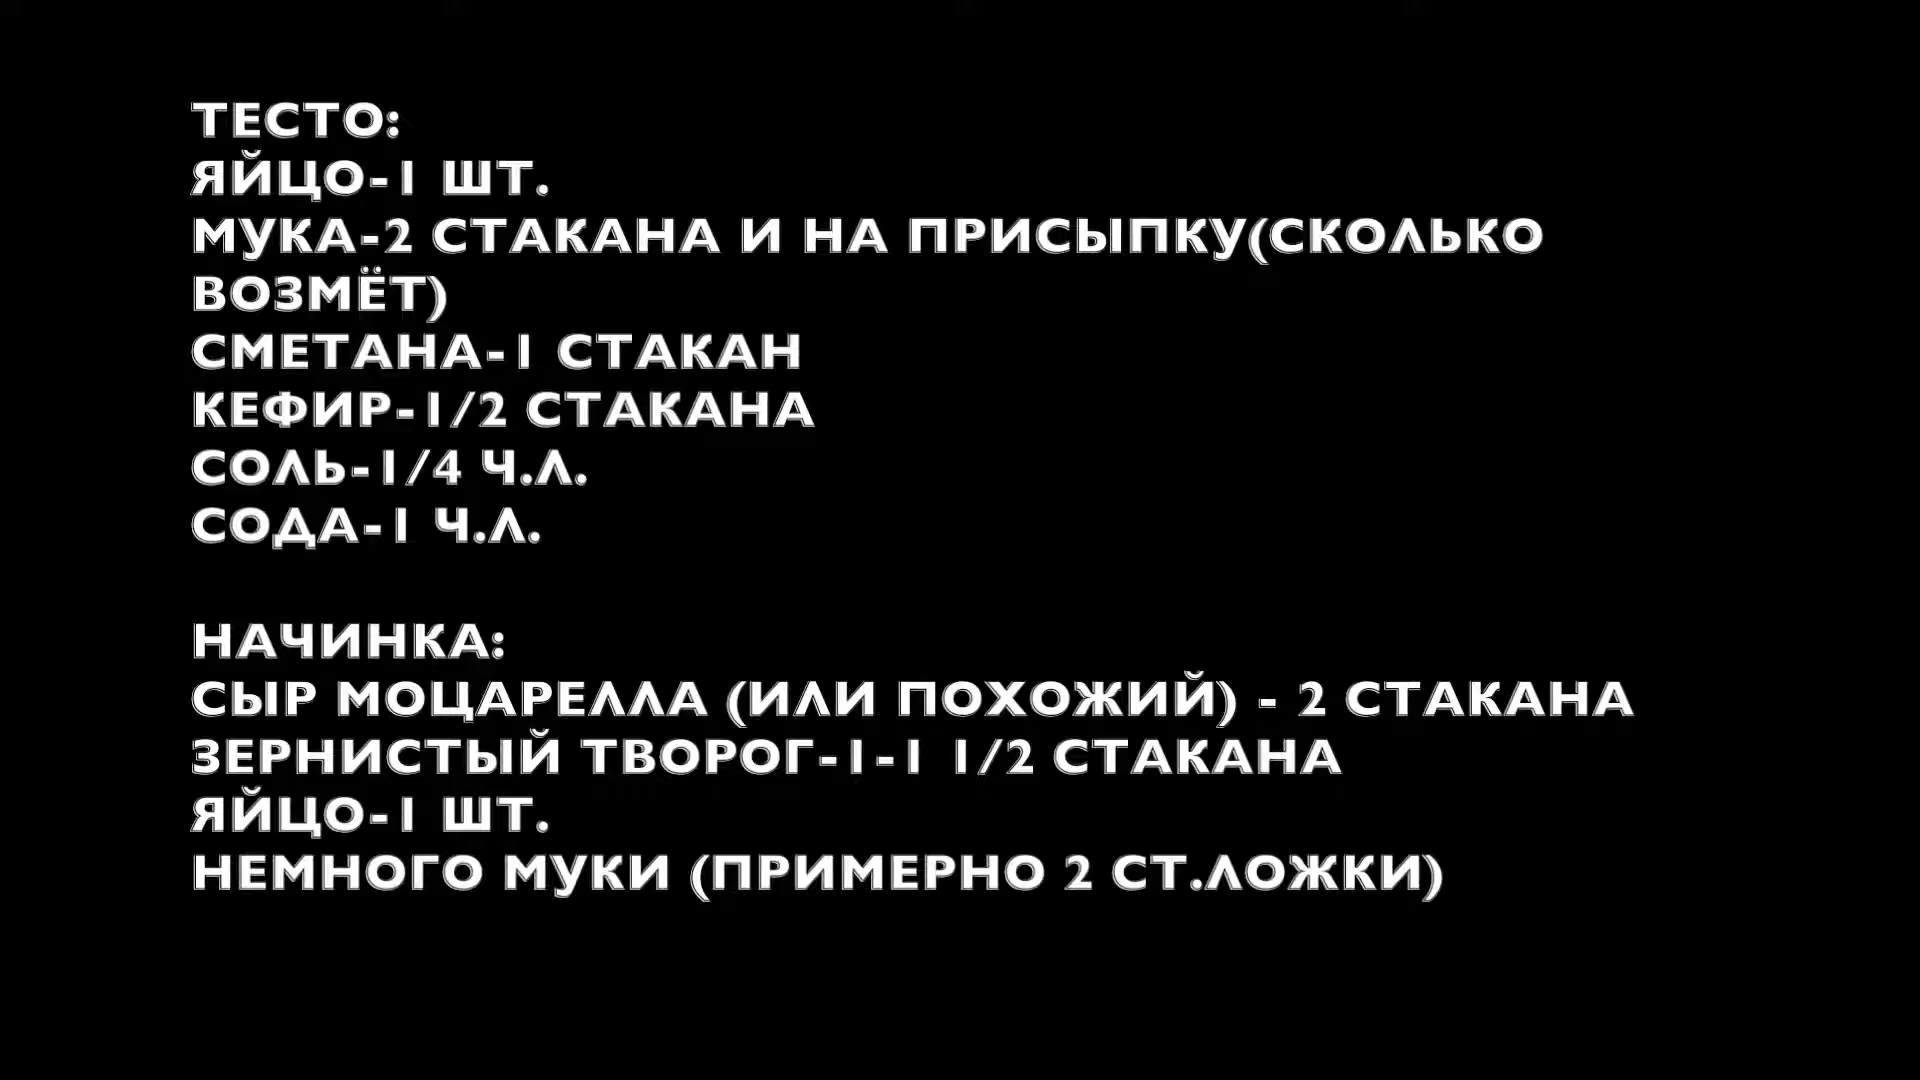 ТЕСТО:
ЯЙЦО-1 ШТ.
МУКА-2 СТАКАНА И НА ПРИСЫПКУ(СКОЛЬКО
ВОЗМЁТ)
СМЕТАНА-1 СТАКАН
КЕФИР-1/2 СТАКАНА
СОЛЬ-1/4 Ч.Л.
СОДА-1 Ч.Л.
НАЧИНКА:
СЫР МОЦАРЕЛЛА (ИЛИ ПОХОЖИЙ) - 2 СТАКАНА
ЗЕРНИСТЫЙ ТВОРОГ-1-1 1/2 СТАКАНА
ЯЙЦО-1 ШТ.
НЕМНОГО МУКИ (ПРИМЕРНО 2 СТ.ЛОЖКИ)